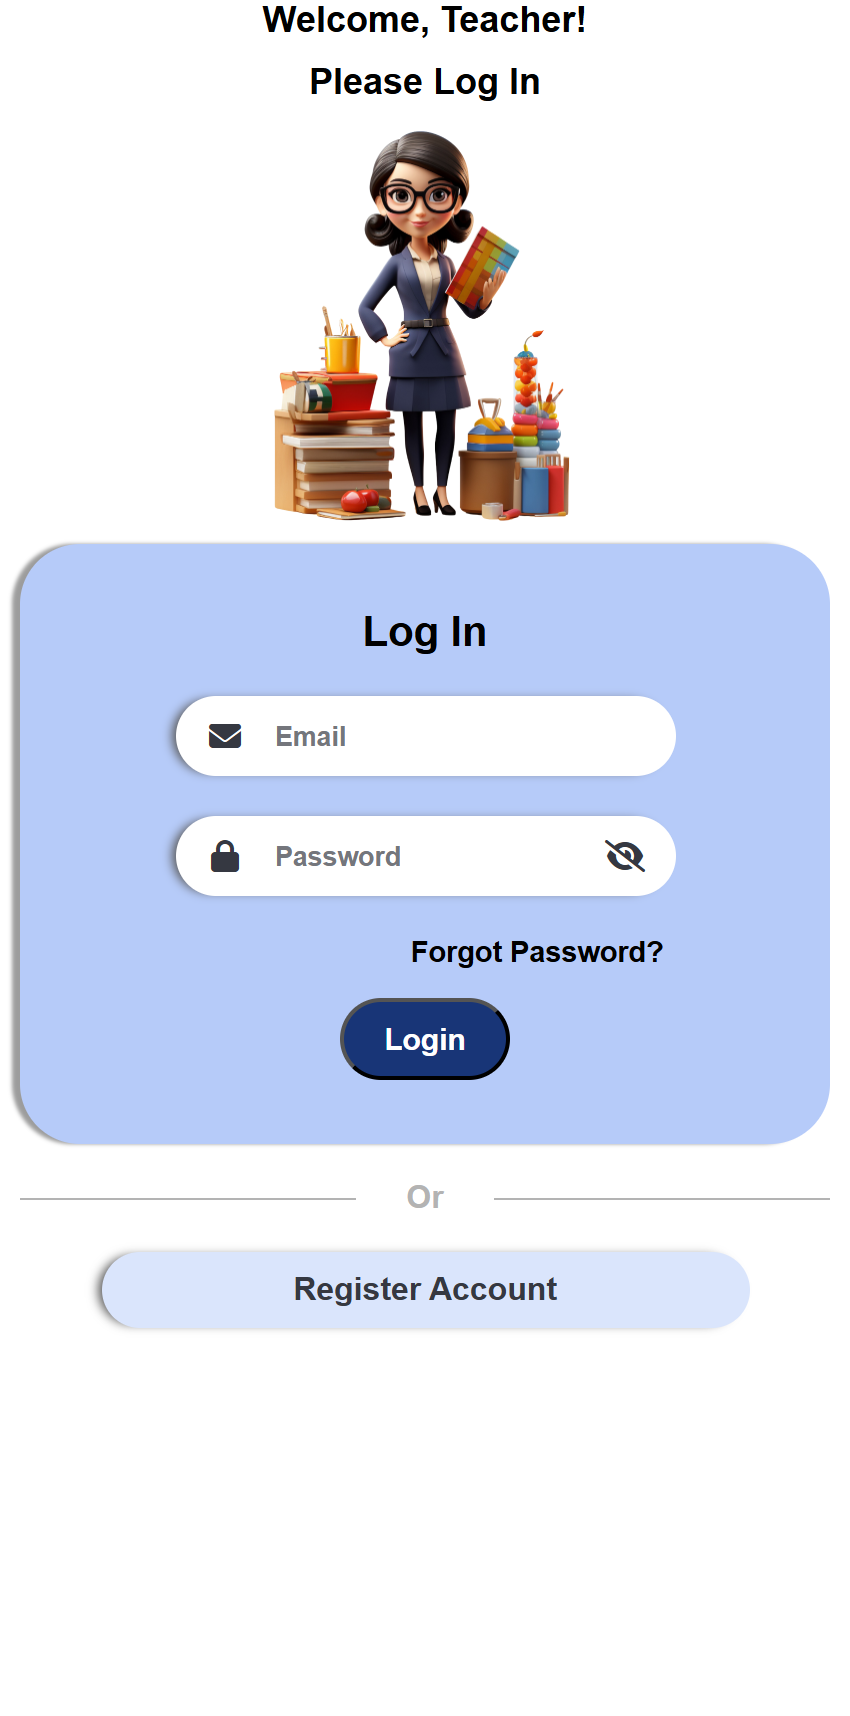 Welcome, Teacher!
Please Log In
Log In
Email
Password
Forgot Password?
Login
Or
Register Account